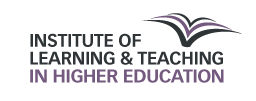 INSTITUTE OF
LEARNING & TEACHING
IN HIGHER EDUCATION